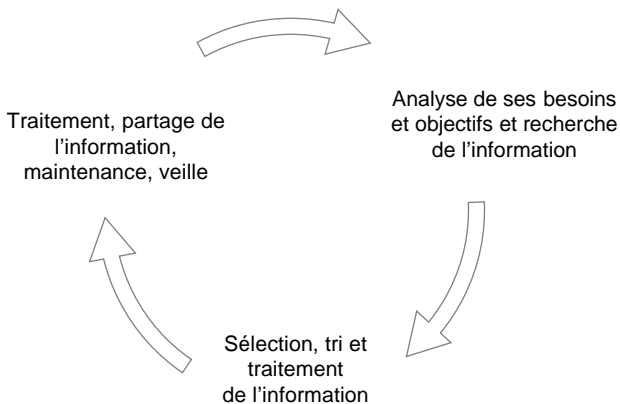 Analyse de ses besoins
et objectifs et recherche
de l’information
Traitement, partage de
l’information,
maintenance, veille
Sélection, tri et
traitement
de l’information